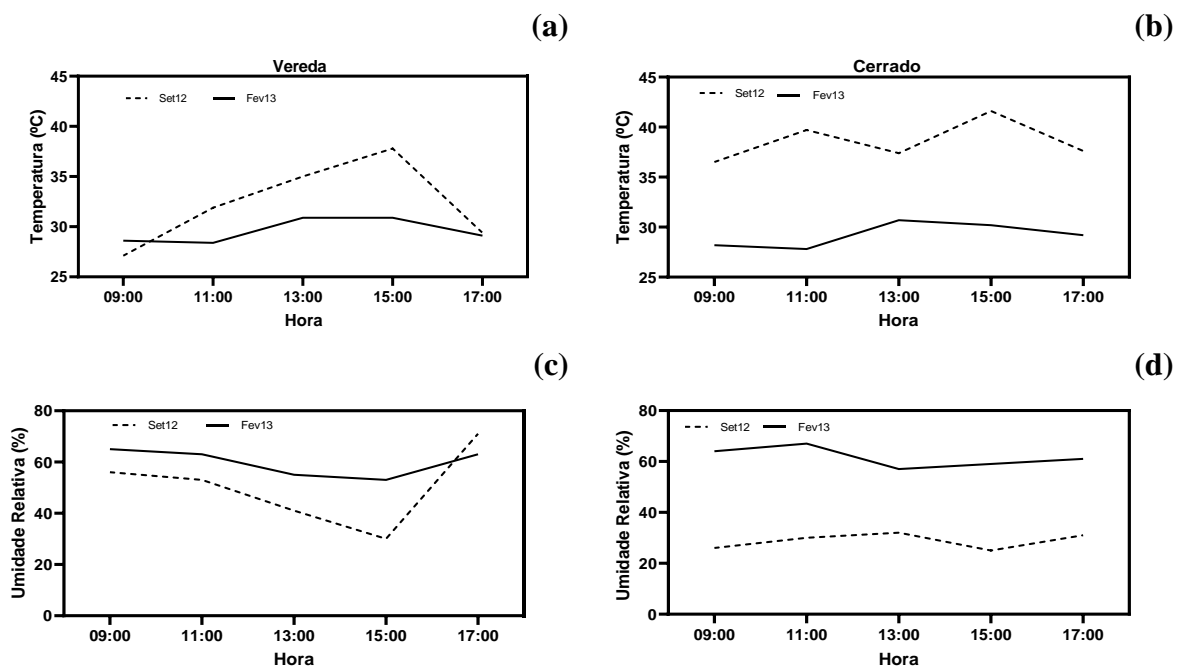 (a)
Vereda
Set12 Fev13
Temperatura (ºC)
45
40
35
30
25
09:00 11:00 13:00 15:00 17:00
Hora
(b)
Cerrado
Set12 Fev13
Temperatura (ºC)
45
40
35
30
25
09:00 11:00 13:00 15:00 17:00
Hora
(c)
Set12 Fev13
Umidade Relativa (%)
80
60
40
20
0
09:00 11:00 13:00 15:00 17:00
Hora
(d)
Set12 Fev13
Umidade Relativa (%)
80
60
40
20
0
09:00 11:00 13:00 15:00 17:00
Hora